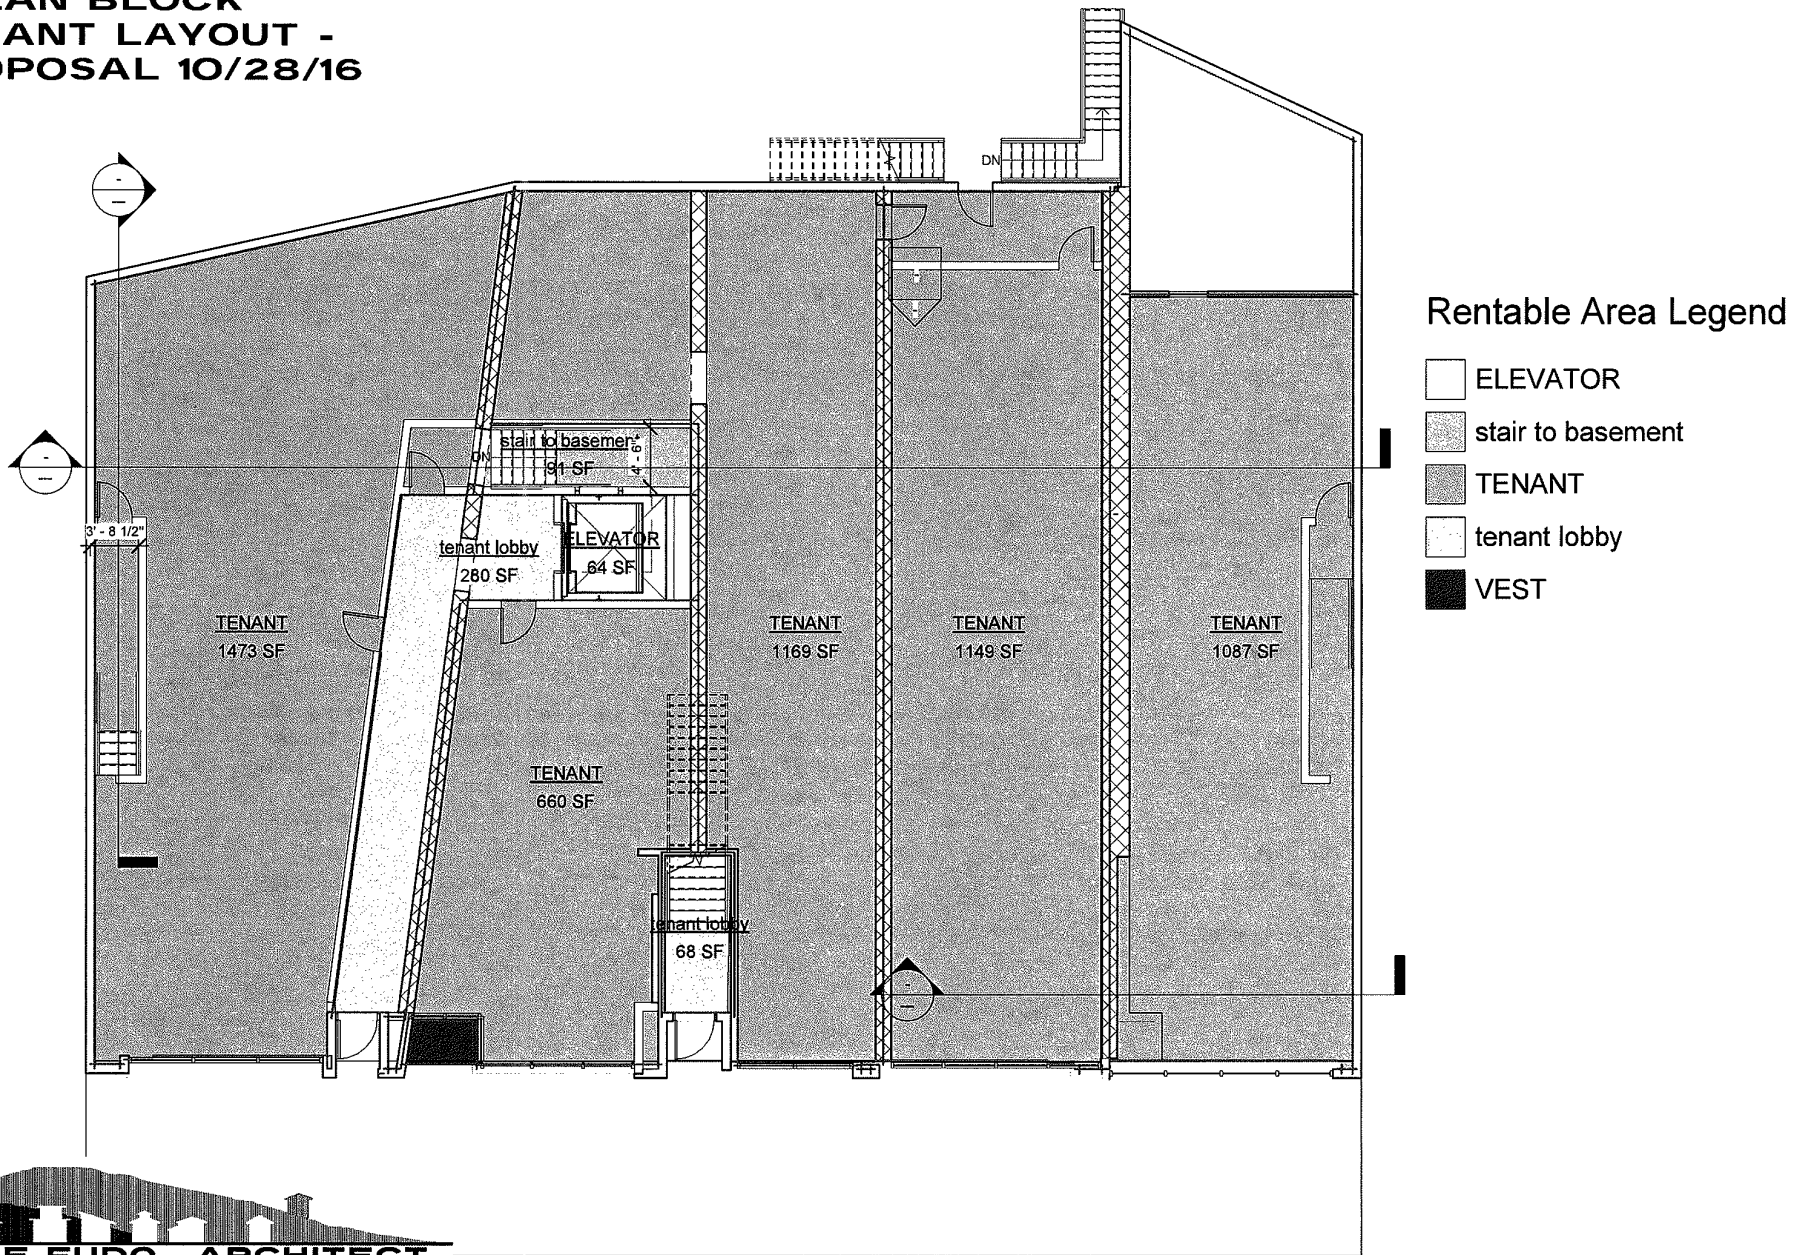 BLOCK
LAYOUT -
10/28/16
DN
Rentable Area Legend
ELEVATOR
stair to basement
TENANT
tenant lobby
VEST
stair to basement
DN
91 SF
4' - 6"
3' - 8 1/2"
tenant lobby
280 SF
ELEVATOR
64 SF
TENANT
1473 SF
TENANT
1169 SF
TENANT
1149 SF
TENANT
1087 SF
TENANT
660 SF
tenant lobby
68 SF
ARCHITECT